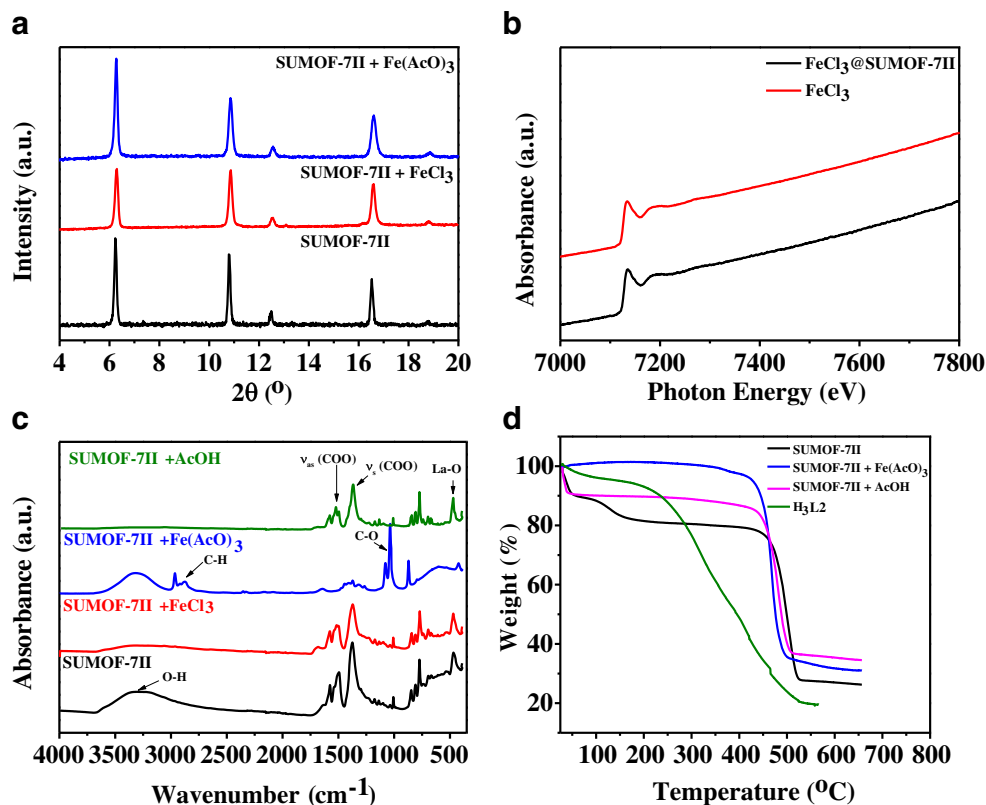 a
SUMOF-7II + Fe(AcO)3
SUMOF-7II + FeCl3
SUMOF-7II
Intensity (a.u.)
4 6 8 10 12 14 16 18 20
2θ (O)
b
FeCl3@SUMOF-7II
FeCl3
Absorbance (a.u.)
7000 7200 7400 7600 7800
Photon Energy (eV)
c
SUMOF-7II +AcOH
νas (COO)
νs (COO)
La-O
SUMOF-7II +Fe(AcO)3
C-H
C-O
SUMOF-7II +FeCl3
SUMOF-7II
O-H
Absorbance (a.u.)
4000 3500 3000 2500 2000 1500 1000 500
Wavenumber (cm-1)
d
SUMOF-7II
SUMOF-7II + Fe(AcO)3
SUMOF-7II + AcOH
H3L2
Weight (%)
100
80
60
40
20
100 200 300 400 500 600 700 800
Temperature (OC)